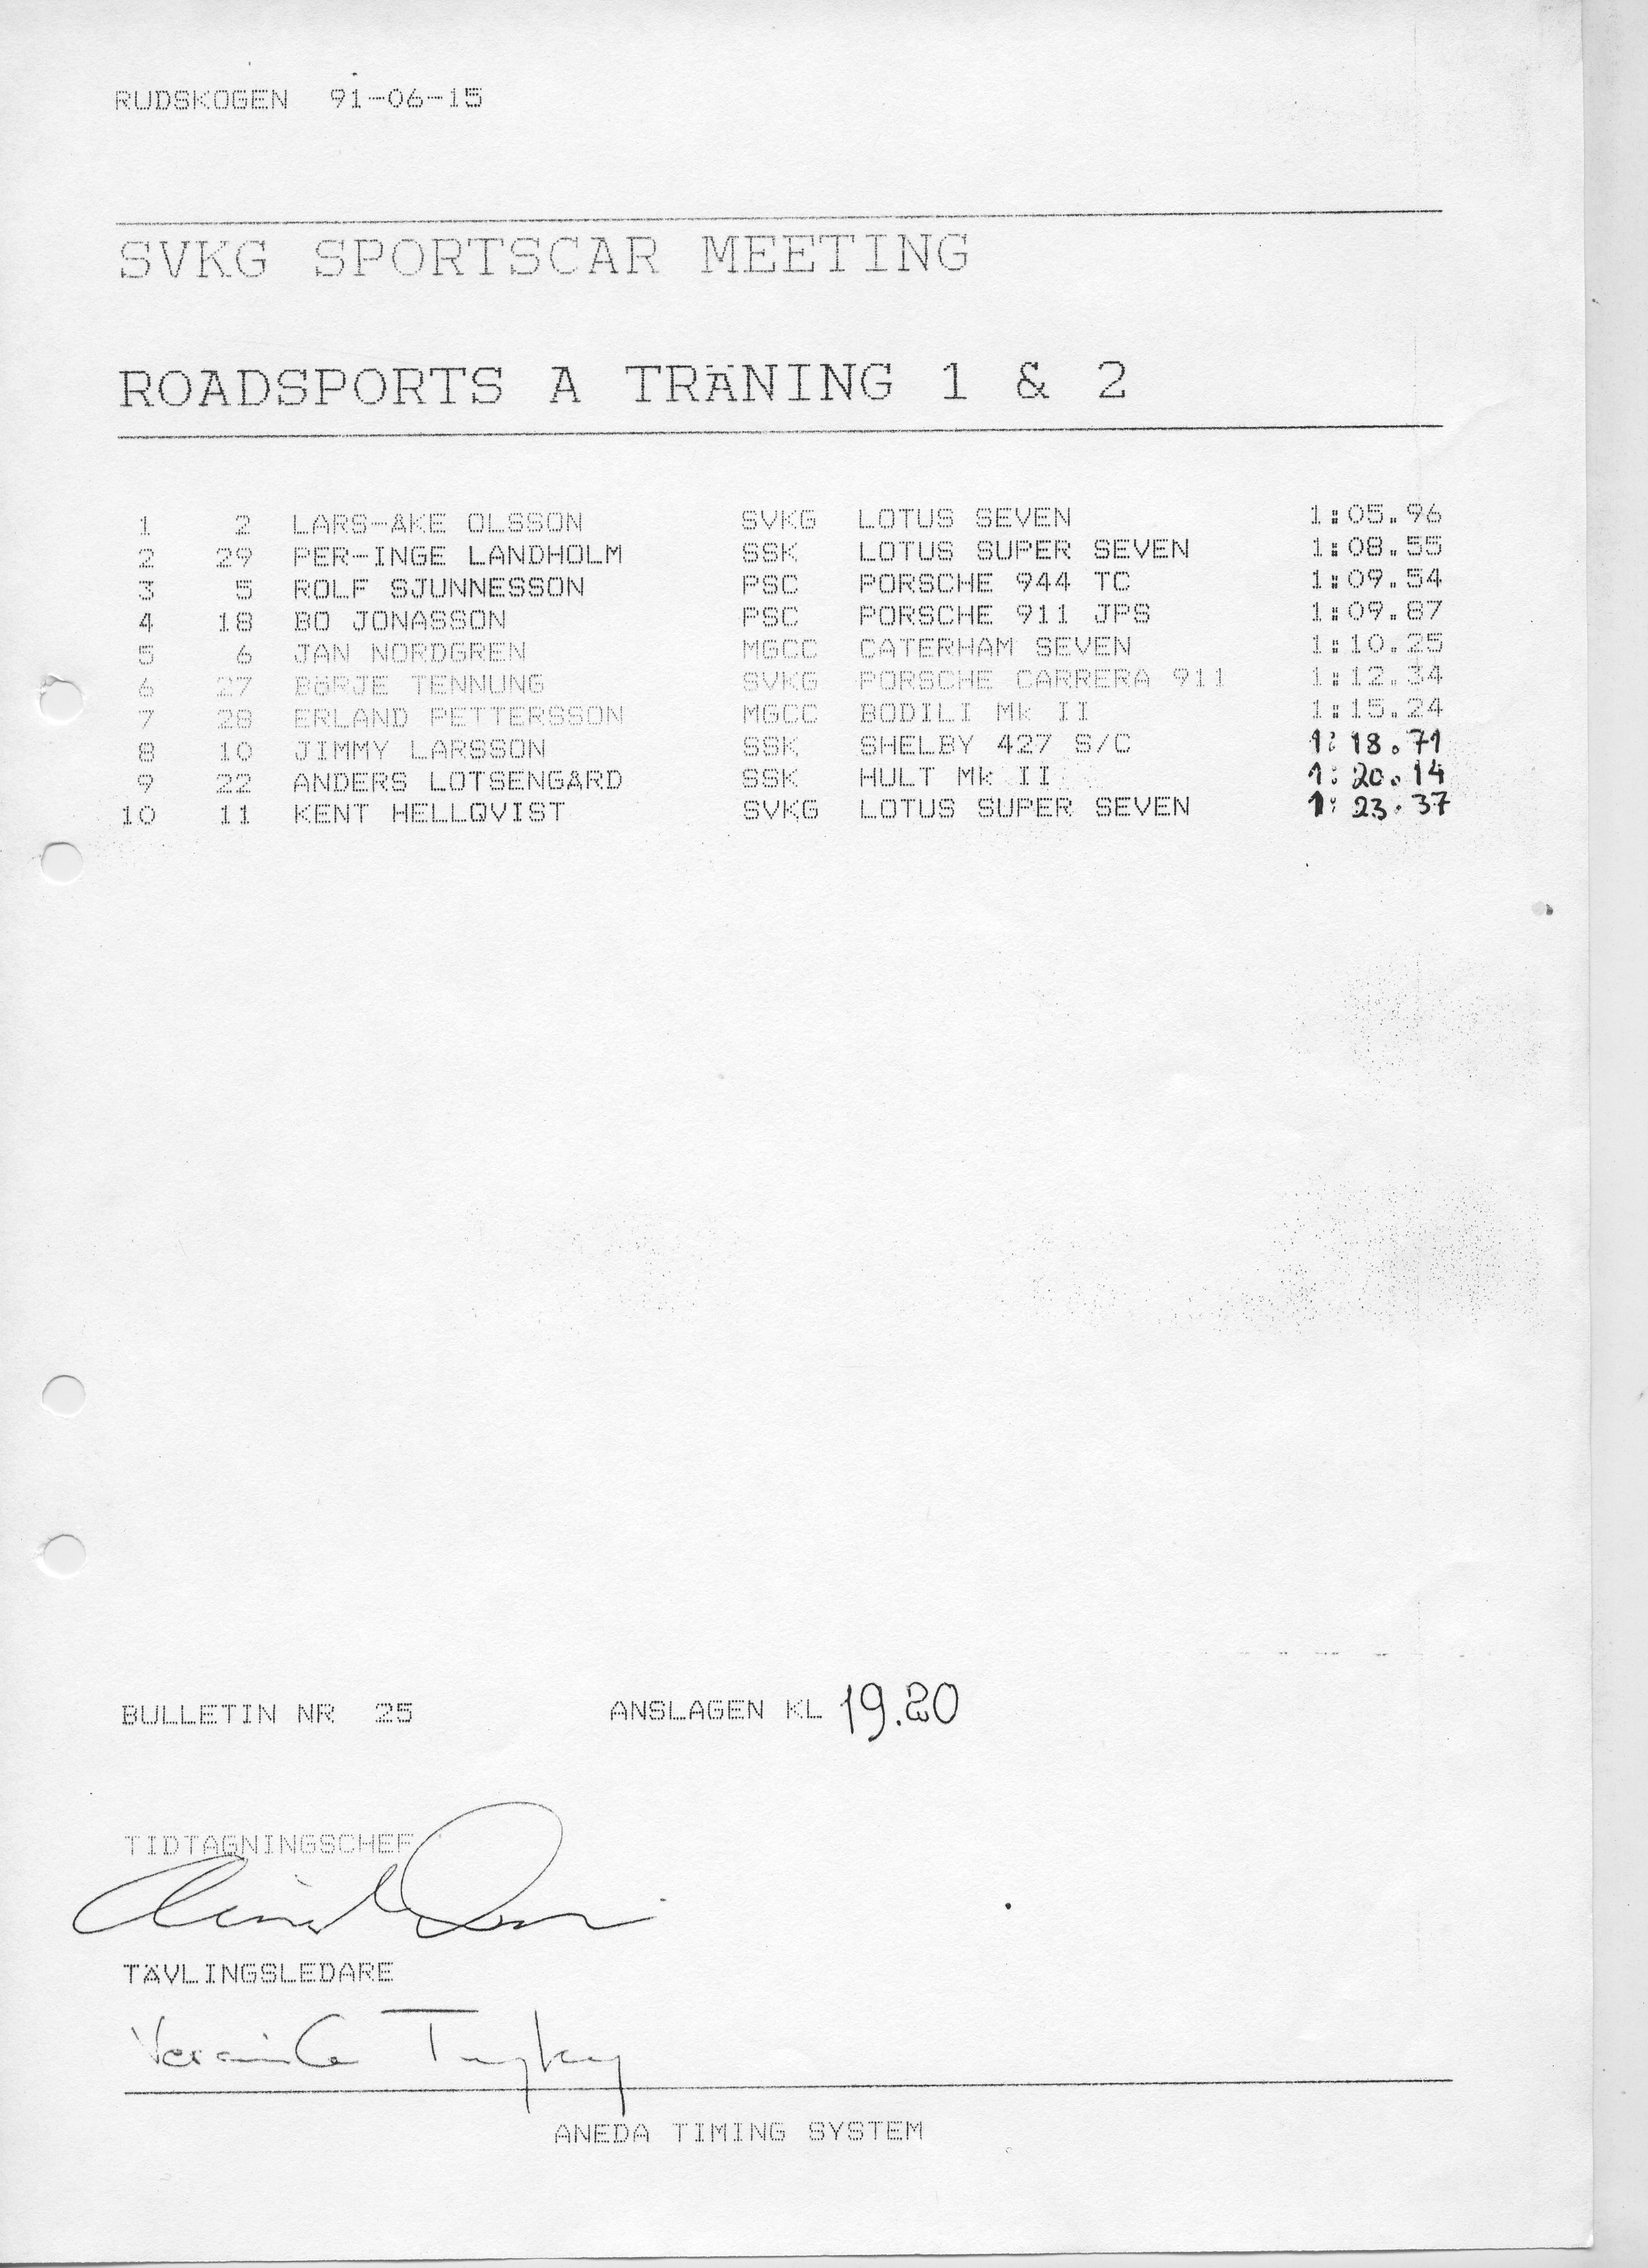 RUDSKOGEN 91-06-15
SVKG SPORTSCAR MEETING
ROADSPORTS A TRÄNING 1 & 2
1 2 LARS-ÅKE OLSSON SVKG LOTUS SEVEN 1:05.96
2 29 PER-INGE LANDHOLM SSK LOTUS SUPER SEVEN 1:08.55
3 5 ROLF SJUNNESSON PSC PORSCHE 944 TC 1:09.54
4 18 BO JONASSON PSC PORSCHE 911 JPS 1:09.87
5 6 JAN NORDGREN MGCC CATERHAM SEVEN 1:10.25
6 27 BÖRJE TENNUNG SVKG PORSCHE CARRERA 911 1:12.34
7 28 ERLAND PETTERSSON MGCC BODILI Mk II 1:15.24
8 10 JIMMY LARSSON SSK SHELBY 427 S/C 1:18.71
9 22 ANDERS LOTSENGÅRD SSK HULT Mk II 1:20.14
10 11 KENT HELLQVIST SVKG LOTUS SUPER SEVEN 1:23.37
BULLETIN NR 25 ANSLAGEN KL 19.20
TIDTAGNINGSCHEF
TÄVLINGSLEDARE
ANEDA TIMING SYSTEM